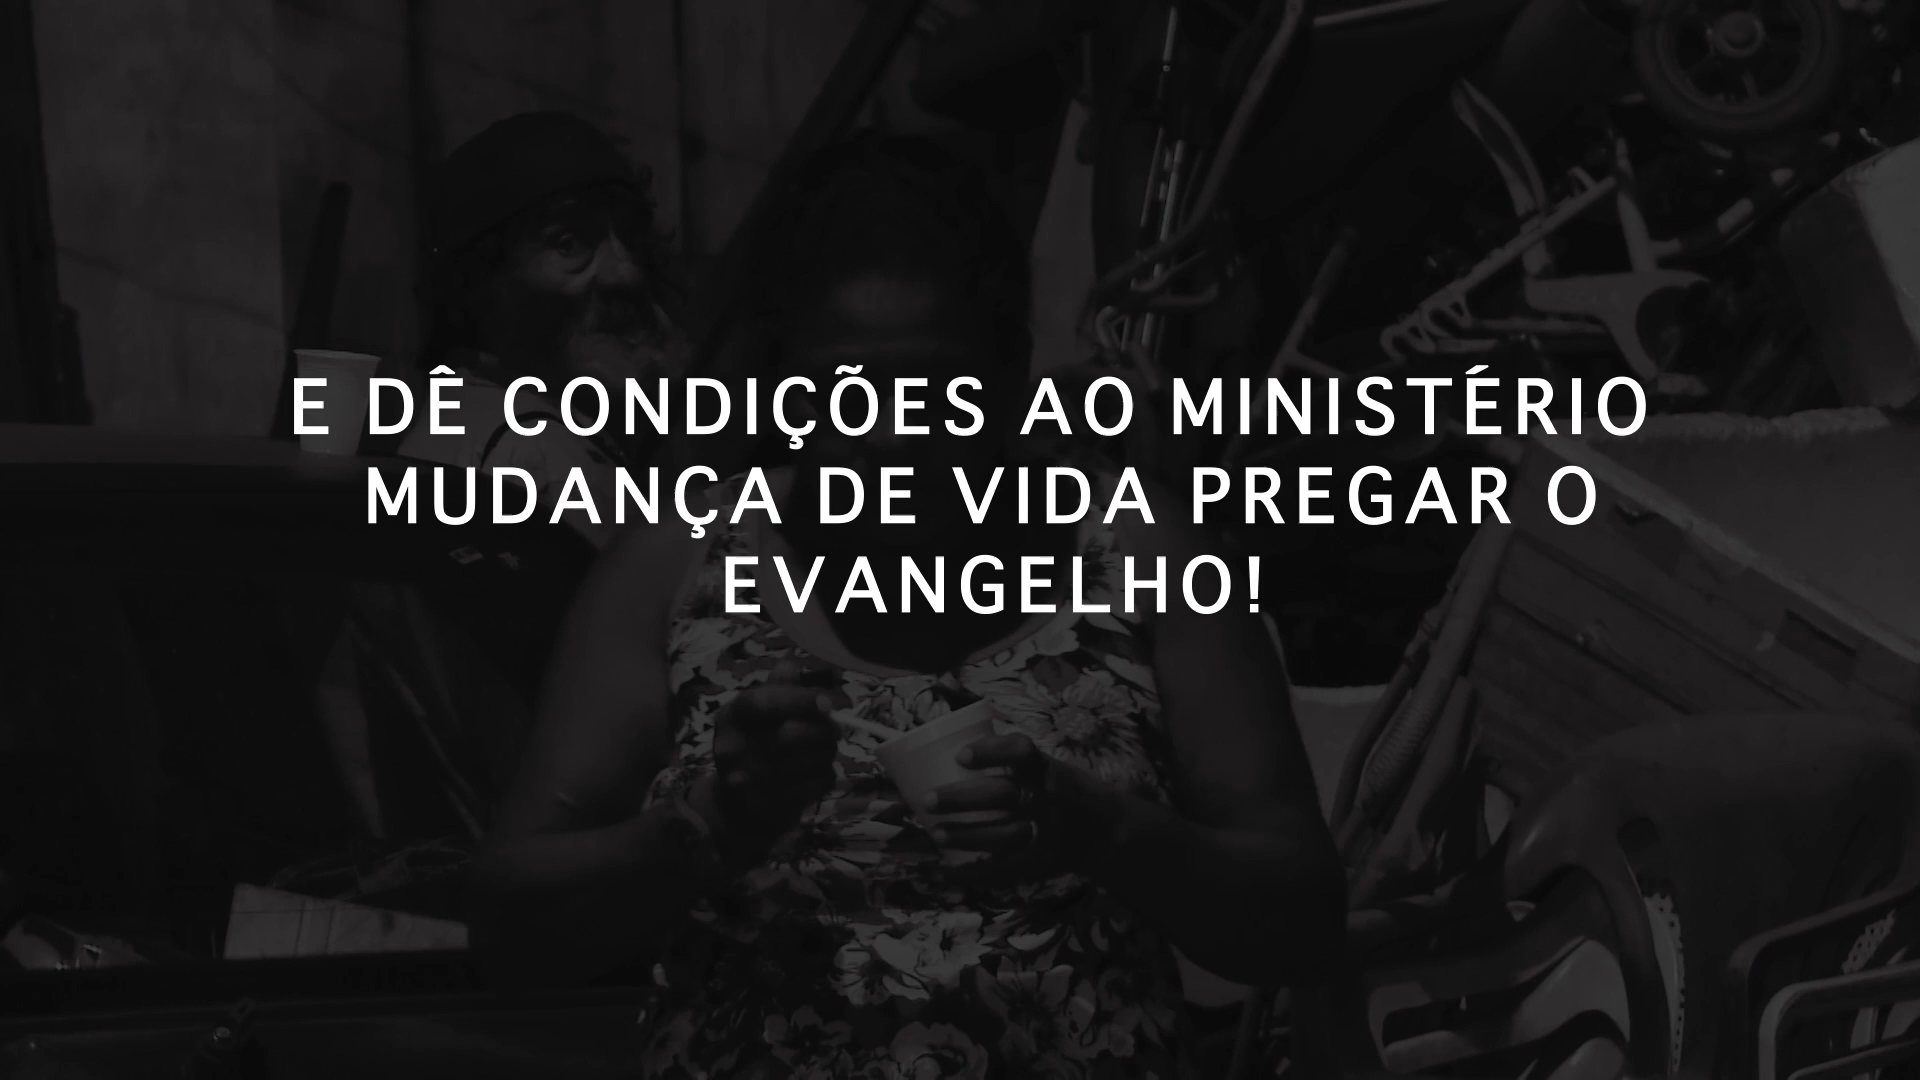 E DÊ CONDIÇÕES AO MINISTÉRIO
MUDANÇA DE VIDA PREGAR O
EVANGELHO!